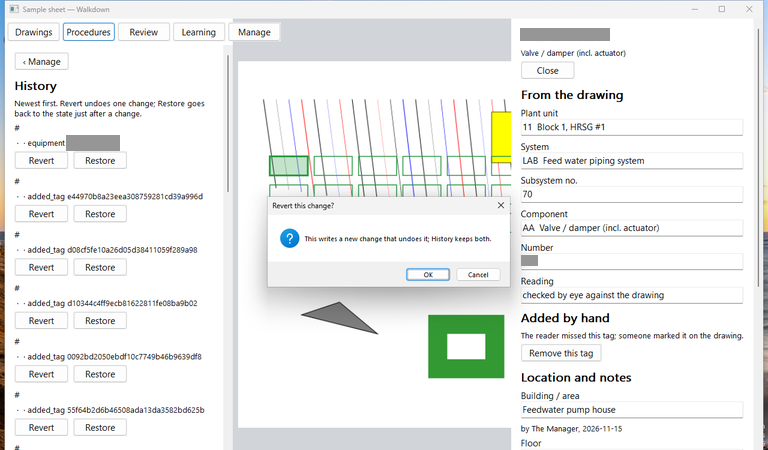 Sample sheet — Walkdown
Drawings Procedures Review Learning Manage
‹ Manage
History
Newest first. Revert undoes one change; Restore goes
back to the state just after a change.
#
· · equipment
Revert Restore
#
· · added_tag e44970b8a23eea308759281cd39a996d
Revert Restore
#
· · added_tag d08cf5fe10a26d05d38411059f289a98
Revert Restore
#
· · added_tag d10344c4ff9ecb81622811fe08ba9b02
Revert Restore
#
· · added_tag 0092bd2050ebdf10c7749b46b9639df8
Revert Restore
#
· · added_tag 55f64b2d6b46508ada13da3582bd625b
Revert Restore
#
Revert this change?
This writes a new change that undoes it; History keeps both.
OK Cancel
Valve / damper (incl. actuator)
Close
From the drawing
Plant unit
11 Block 1, HRSG #1
System
LAB Feed water piping system
Subsystem no.
70
Component
AA Valve / damper (incl. actuator)
Number
Reading
checked by eye against the drawing
Added by hand
The reader missed this tag; someone marked it on the drawing.
Remove this tag
Location and notes
Building / area
Feedwater pump house
by The Manager, 2026-11-15
Floor